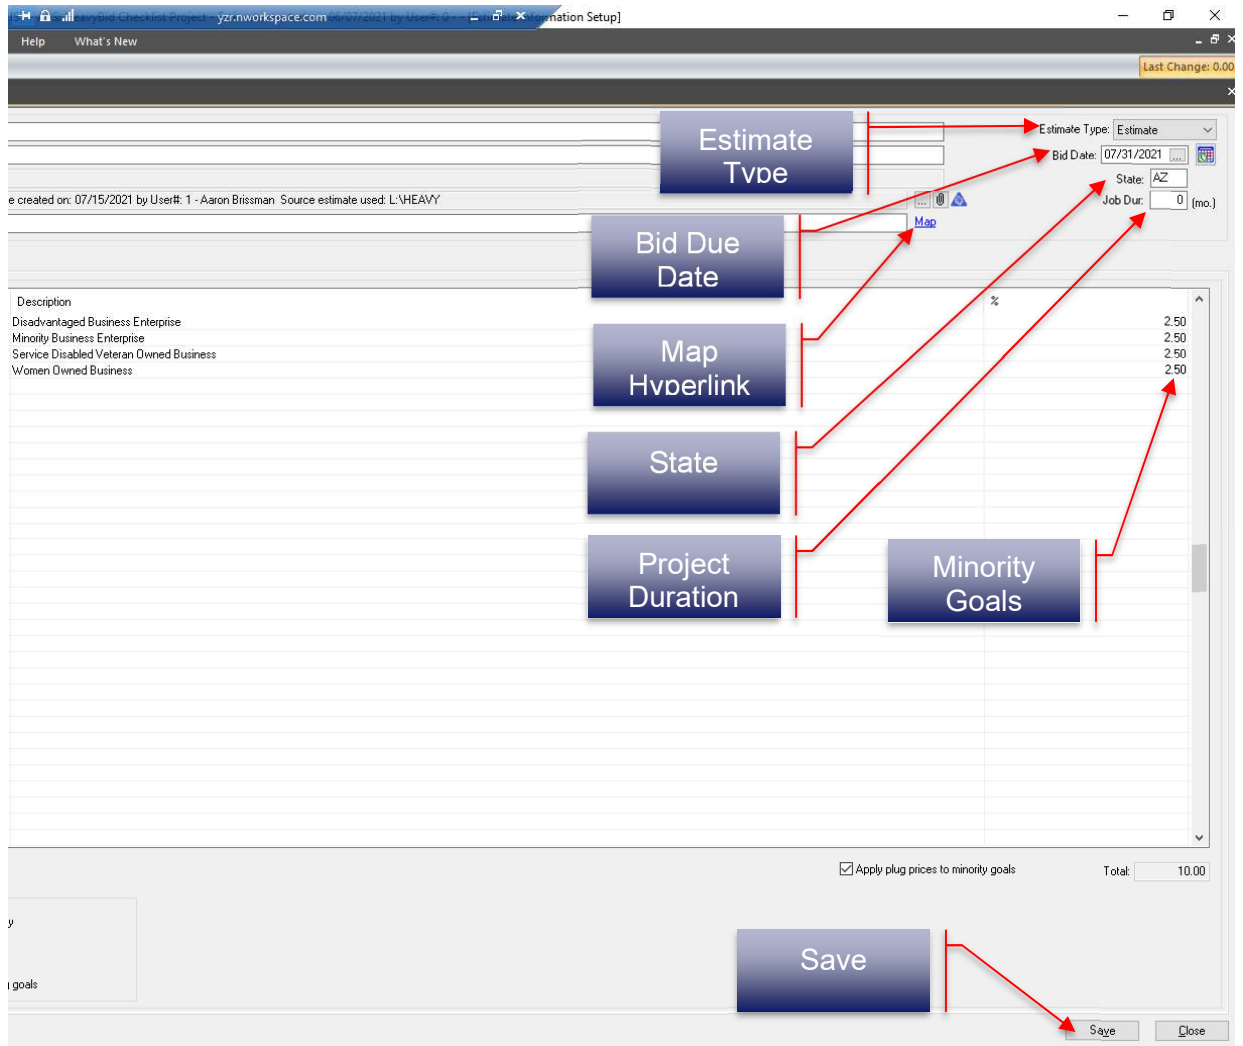 yzr.nworkspace.com
mation Setup]
Help What's New
Last Change: 0.00
Estimate
Type
Estimate Type: Estimate
Bid Date: 07/31/2021 ...
State: AZ
e created on: 07/15/2021 by User#: 1 - Aaron Brissman Source estimate used: L:\HEAVY
...
Job Dur: 0 (mo.)
Map
Bid Due
Date
Description %
Disadvantaged Business Enterprise 2.50
Minority Business Enterprise 2.50
Service Disabled Veteran Owned Business 2.50
Women Owned Business 2.50
Map
Hyperlink
State
Project
Duration
Minority
Goals
Apply plug prices to minority goals Total: 10.00
y
goals
Save
Save Close